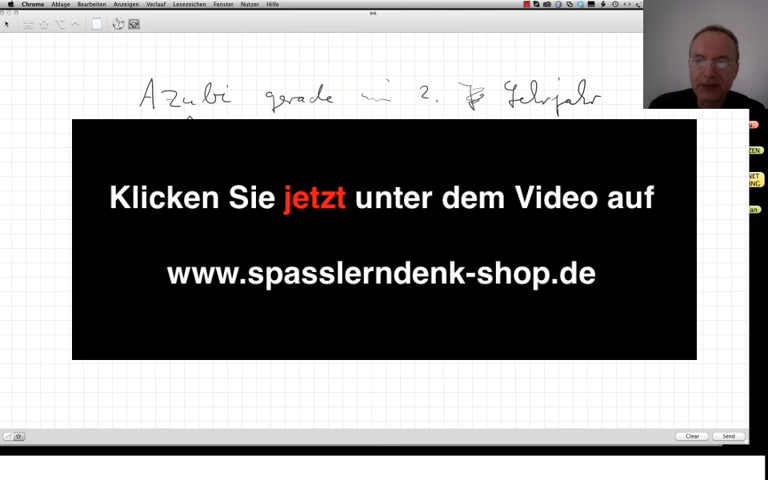 Chrome Ablage Bearbeiten Anzeigen Verlauf Lesezeichen Fenster Nutzer Hilfe
Ink
Azubi gerade im 2. Lehrjahr
Klicken Sie jetzt unter dem Video auf
www.spasslerndenk-shop.de
Clear Send